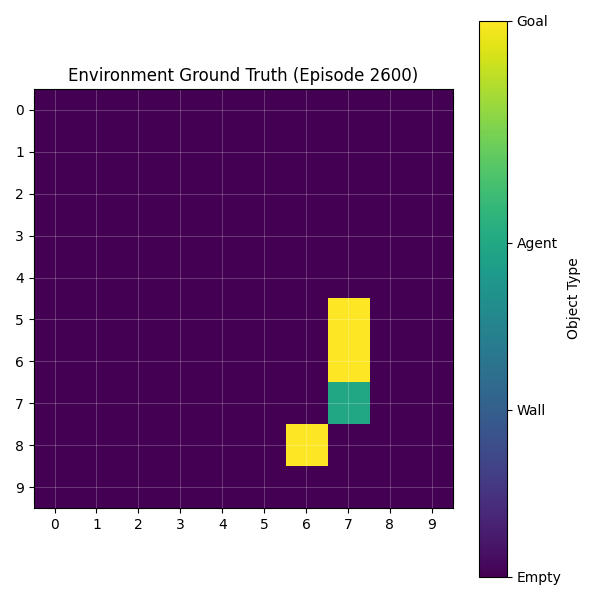 Environment Ground Truth (Episode 2600)
0
1
2
3
4
5
6
7
8
9
0 1 2 3 4 5 6 7 8 9
Goal
Agent
Wall
Empty
Object Type